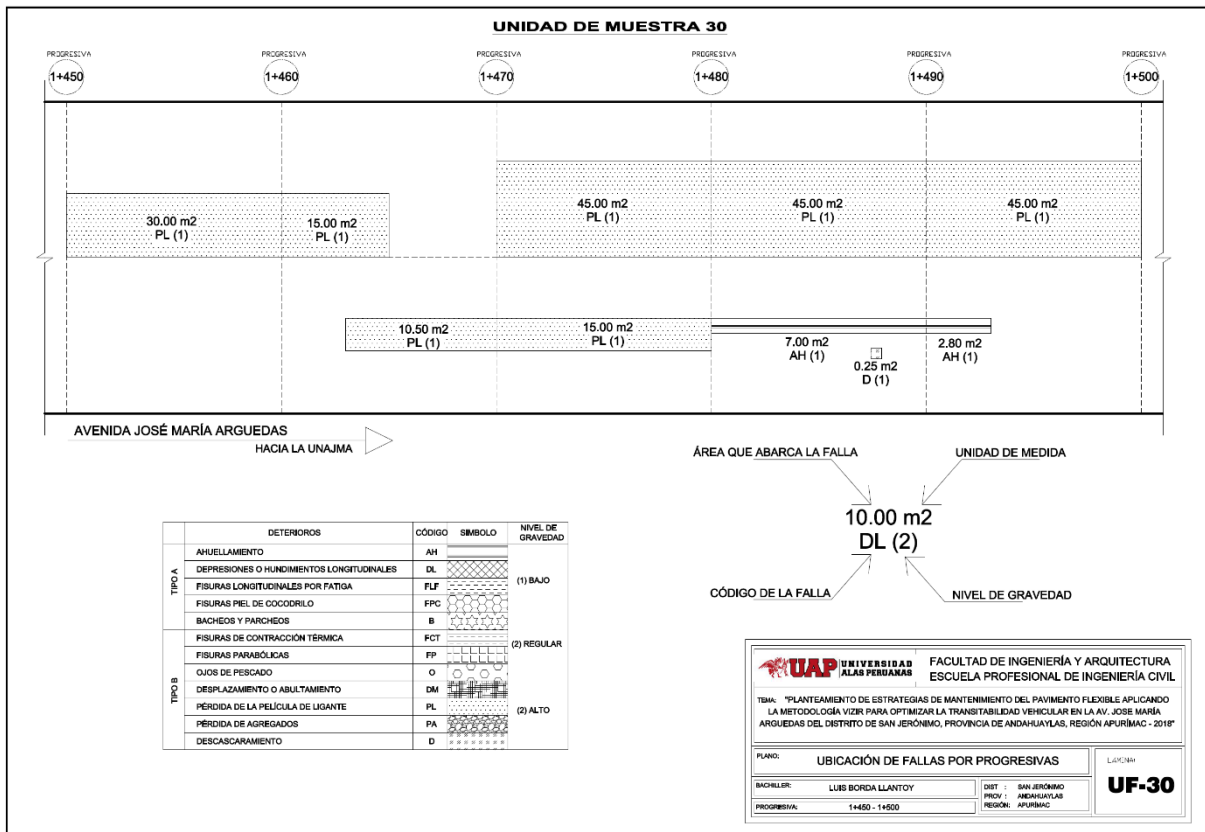 UNIDAD DE MUESTRA 30
PROGRESIVA PROGRESIVA PROGRESIVA PROGRESIVA PROGRESIVA PROGRESIVA
1+450 1+460 1+470 1+480 1+490 1+500
30.00 m2
PL (1)
15.00 m2
PL (1)
45.00 m2
PL (1)
45.00 m2
PL (1)
45.00 m2
PL (1)
10.50 m2
PL (1)
15.00 m2
PL (1)
7.00 m2
AH (1)
0.25 m2
D (1)
2.80 m2
AH (1)
AVENIDA JOSÉ MARÍA ARGUEDAS
HACIA LA UNAJMA
ÁREA QUE ABARCA LA FALLA
UNIDAD DE MEDIDA
10.00 m2
DL (2)
CÓDIGO DE LA FALLA
NIVEL DE GRAVEDAD
DETERIOROS CÓDIGO SIMBOLO NIVEL DE GRAVEDAD
TIPO A
AHUELLAMIENTO AH
DEPRESIONES O HUNDIMIENTOS LONGITUDINALES DL
(1) BAJO
FISURAS LONGITUDINALES POR FATIGA FLF
FISURAS PIEL DE COCODRILO FPC
BACHEOS Y PARCHEOS B
TIPO B
FISURAS DE CONTRACCIÓN TÉRMICA FCT
(2) REGULAR
FISURAS PARABÓLICAS FP
OJOS DE PESCADO O
DESPLAZAMIENTO O ABULTAMIENTO DM
PÉRDIDA DE LA PELÍCULA DE LIGANTE PL
(2) ALTO
PÉRDIDA DE AGREGADOS PA
DESCASCARAMIENTO D
UAP UNIVERSIDAD ALAS PERUANAS
FACULTAD DE INGENIERÍA Y ARQUITECTURA
ESCUELA PROFESIONAL DE INGENIERÍA CIVIL
TEMA: "PLANTEAMIENTO DE ESTRATEGIAS DE MANTENIMIENTO DEL PAVIMENTO FLEXIBLE APLICANDO
LA METODOLOGÍA VIZIR PARA OPTIMIZAR LA TRANSITABILIDAD VEHICULAR EN LA AV. JOSE MARÍA
ARGUEDAS DEL DISTRITO DE SAN JERÓNIMO, PROVINCIA DE ANDAHUAYLAS, REGIÓN APURÍMAC - 2018"
PLANO: UBICACIÓN DE FALLAS POR PROGRESIVAS
BACHILLER: LUIS BORDA LLANTOY
PROGRESIVA: 1+450 - 1+500
DIST : SAN JERÓNIMO
PROV : ANDAHUAYLAS
REGIÓN: APURÍMAC
LAMINA:
UF-30